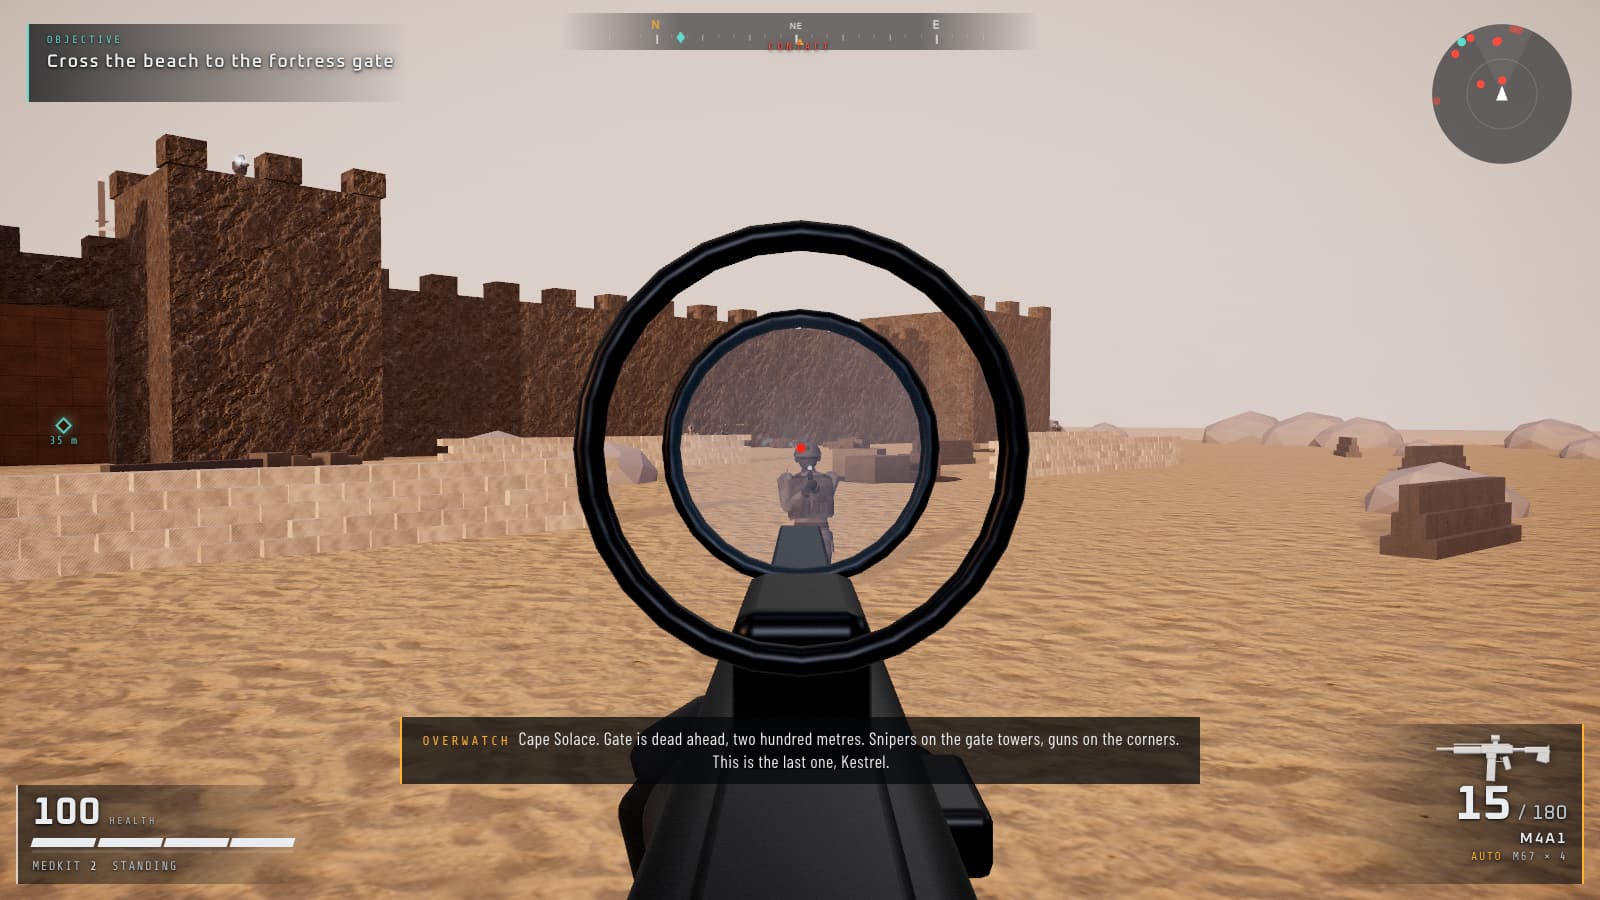 OBJECTIVE
Cross the beach to the fortress gate
N
NE
E
CONTACT
35 m
OVERWATCH Cape Solace. Gate is dead ahead, two hundred metres. Snipers on the gate towers, guns on the corners.
This is the last one, Kestrel.
100 HEALTH
MEDKIT 2 STANDING
15 / 180
M4A1
AUTO M67 × 4